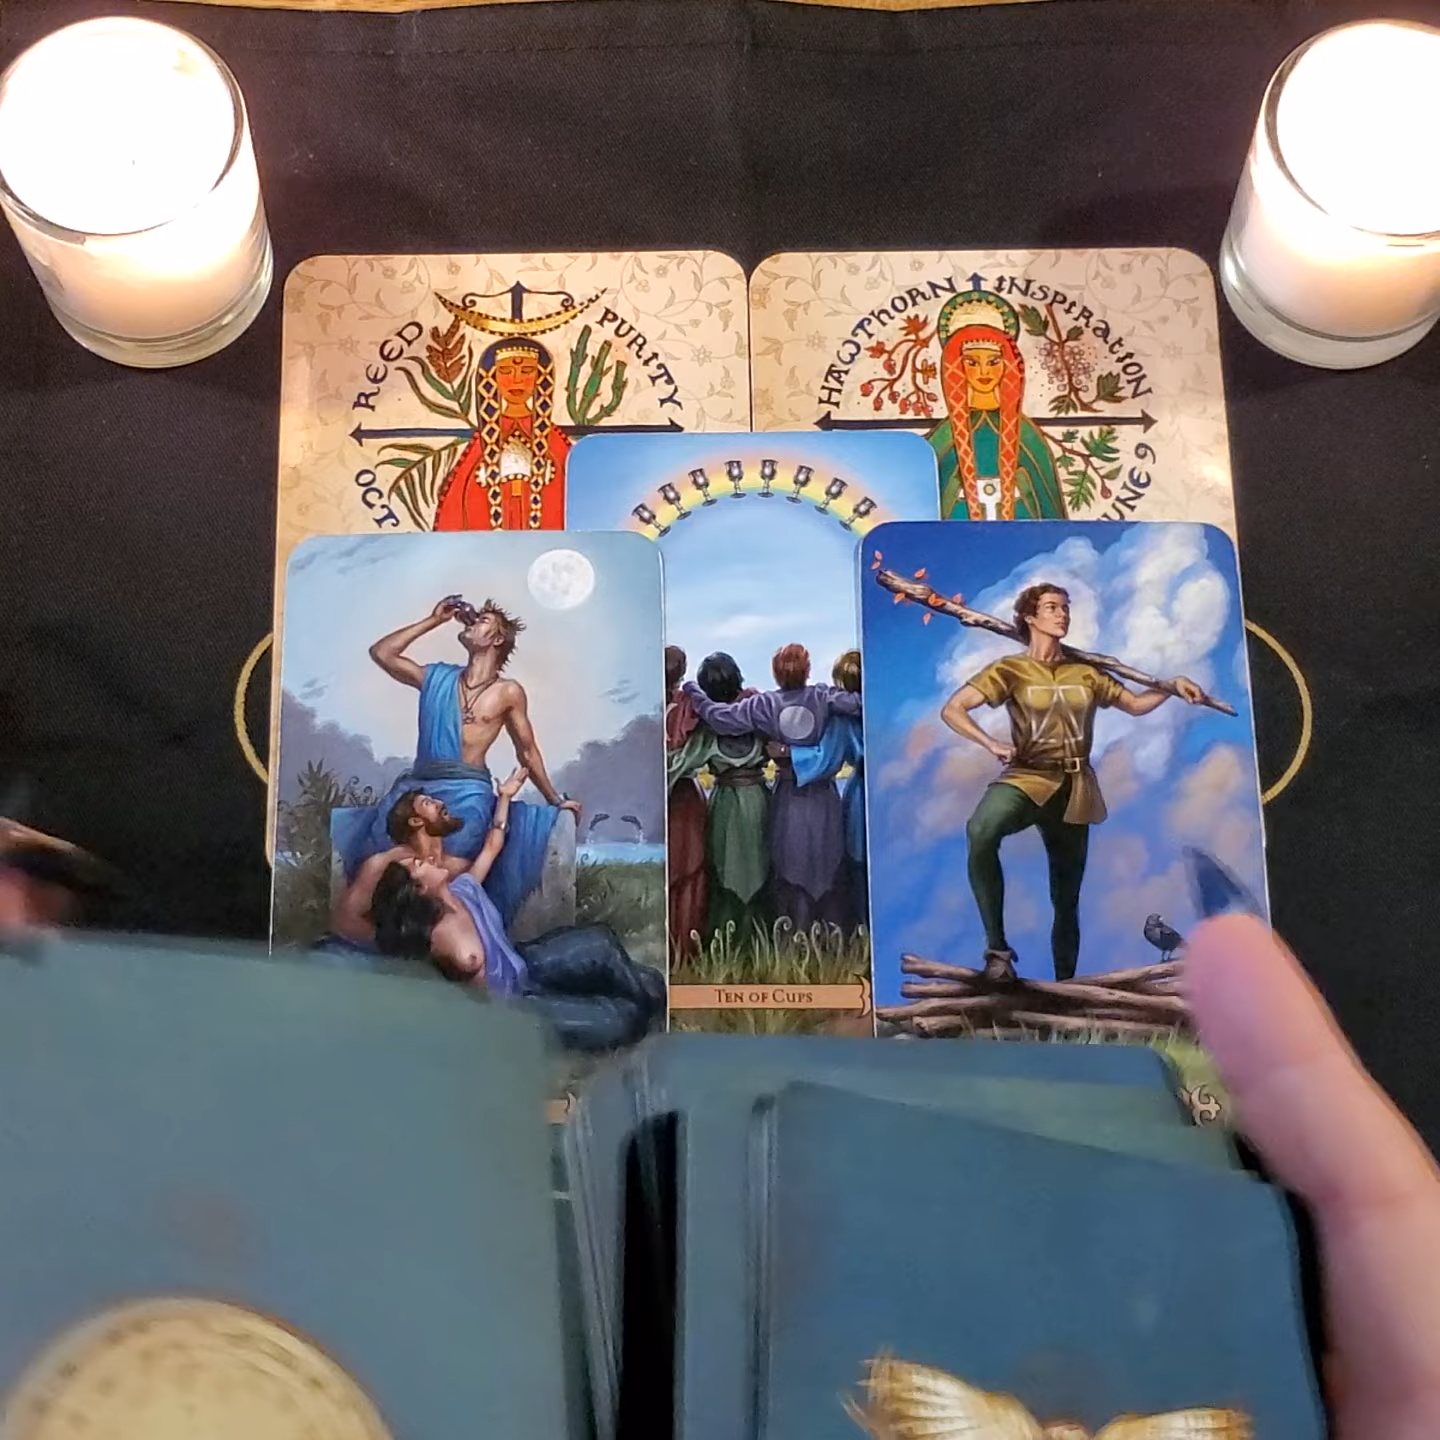 REED PURITY
OCT
HAWTHORN INSPIRATION
JUNE 9
TEN OF CUPS